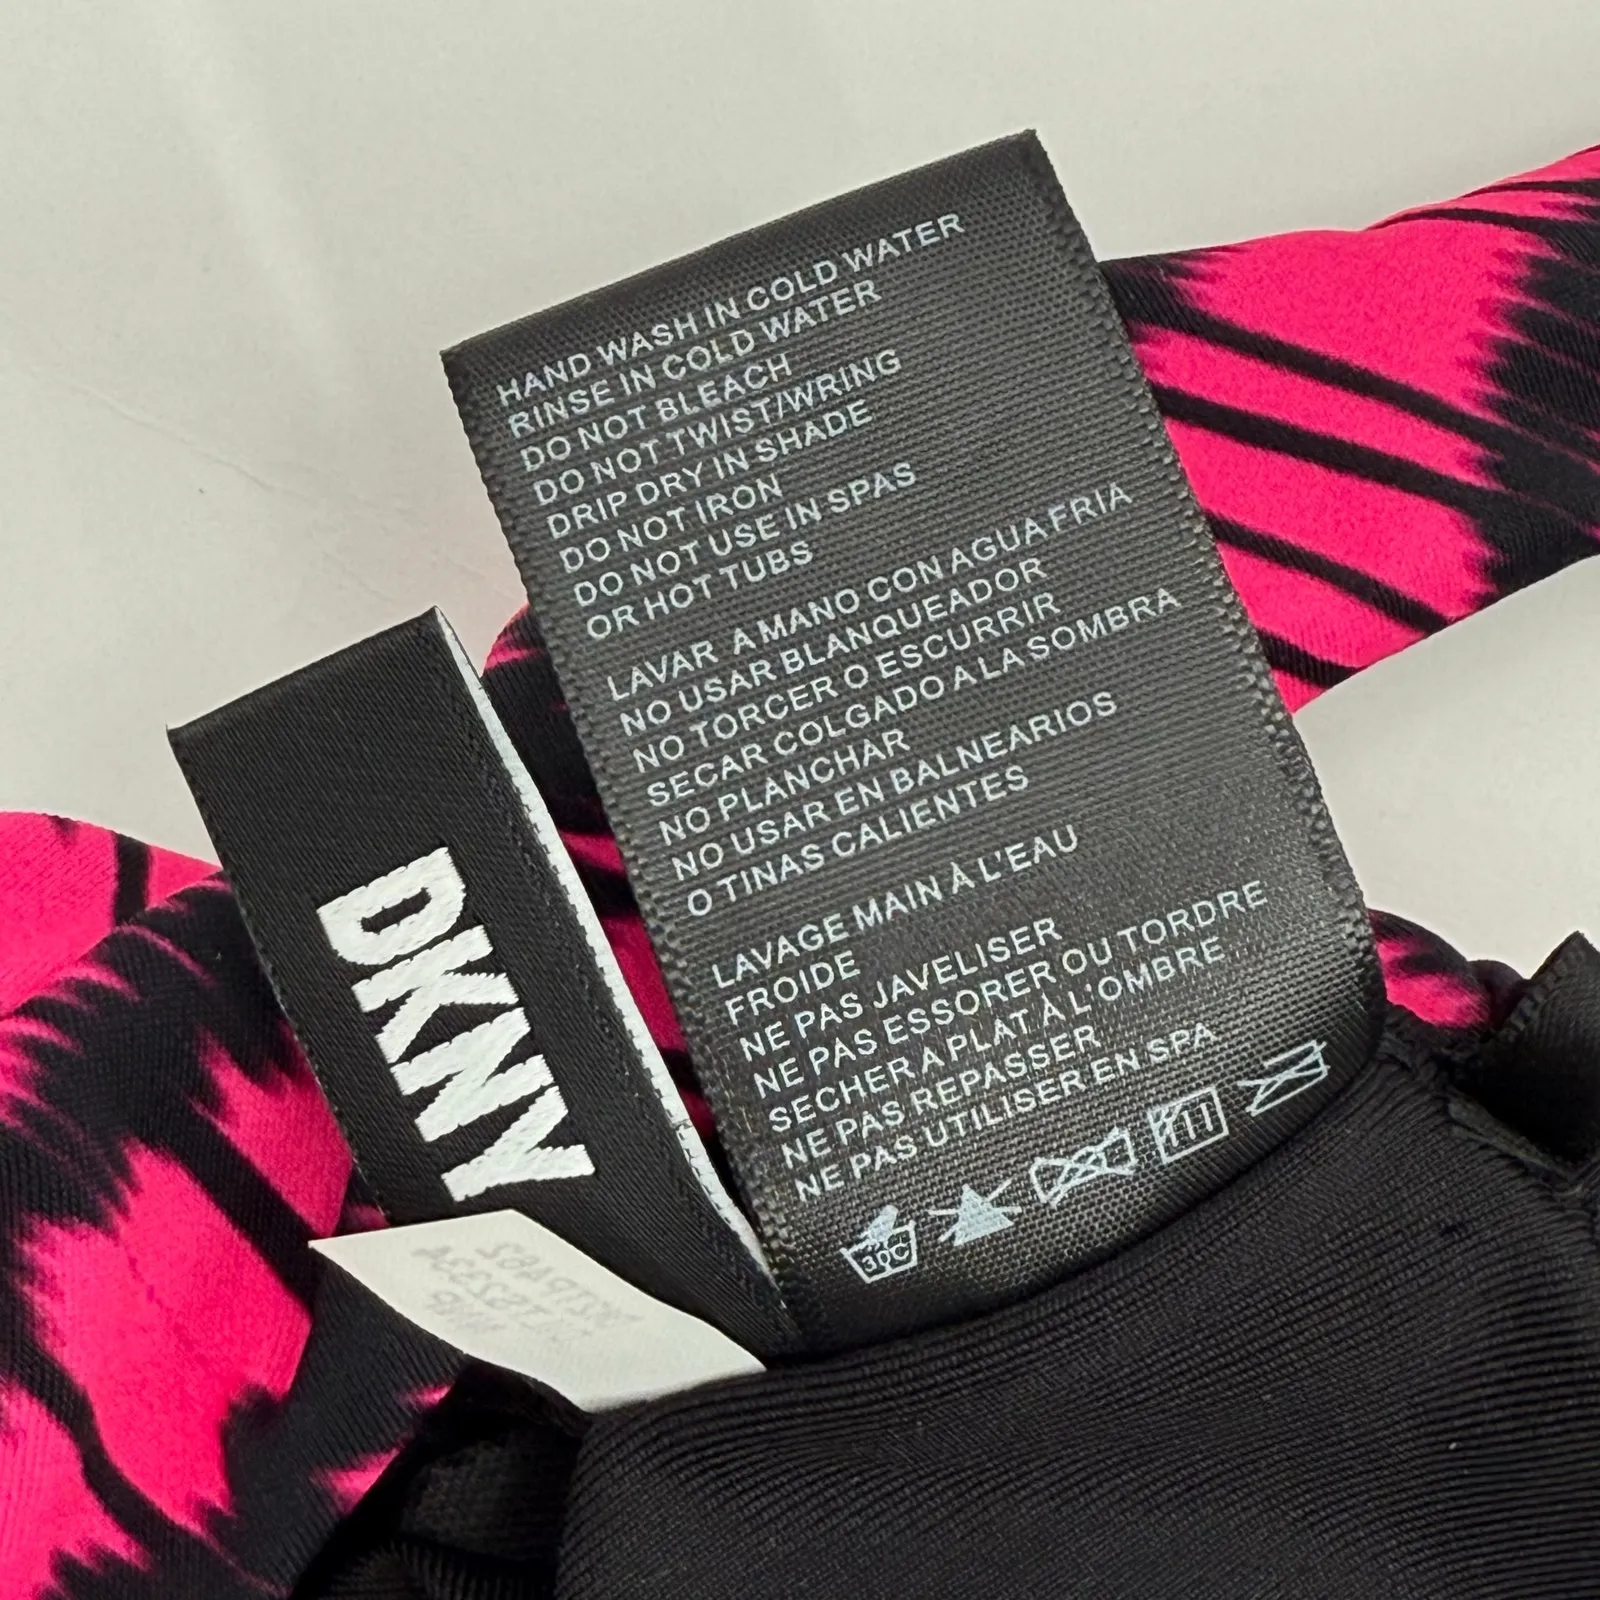 HAND WASH IN COLD WATER
RINSE IN COLD WATER
DO NOT BLEACH
DO NOT TWIST/WRING
DRIP DRY IN SHADE
DO NOT IRON
DO NOT USE IN SPAS
OR HOT TUBS
LAVAR A MANO CON AGUA FRIA
NO USAR BLANQUEADOR
NO TORCER O ESCURRIR
SECAR COLGADO A LA SOMBRA
NO PLANCHAR
NO USAR EN BALNEARIOS
O TINAS CALIENTES
LAVAGE MAIN À L'EAU
FROIDE
NE PAS JAVELISER
NE PAS ESSORER OU TORDRE
SECHER A PLAT À L'OMBRE
NE PAS REPASSER
NE PAS UTILISER EN SPA
30C
DKNY